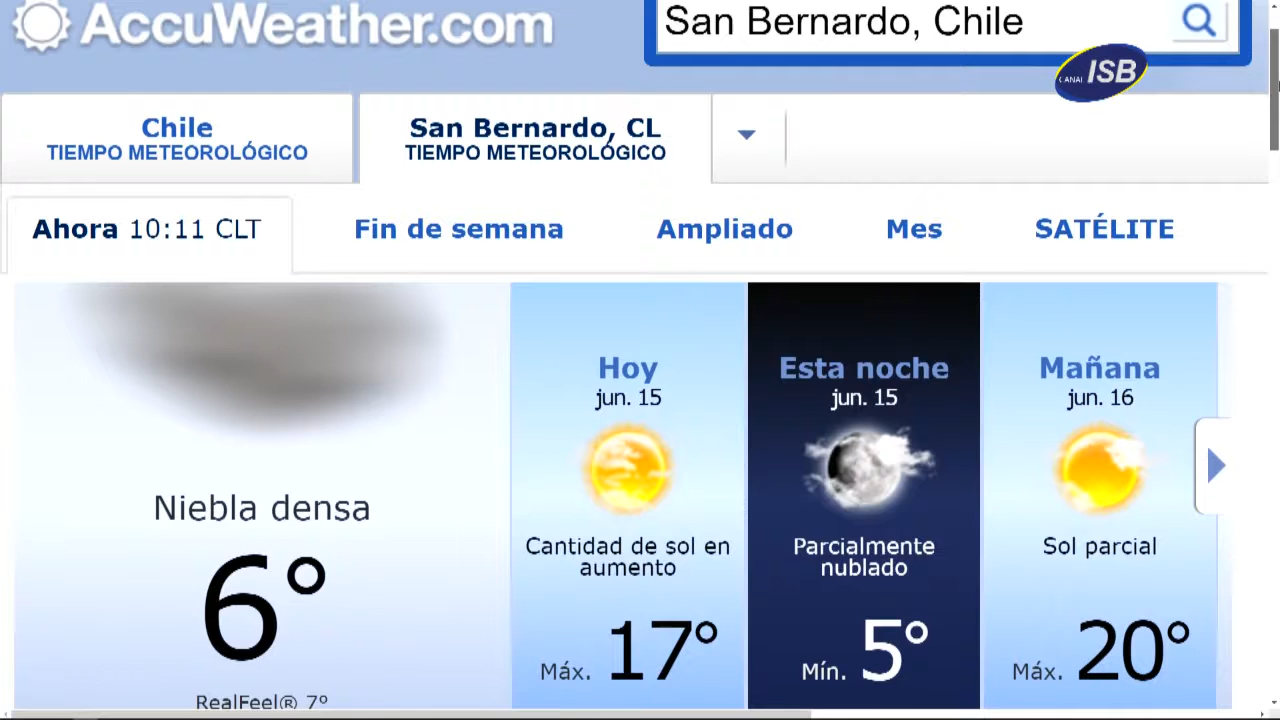 AccuWeather.com
San Bernardo, Chile
CANAL ISB
Chile
TIEMPO METEOROLÓGICO
San Bernardo, CL
TIEMPO METEOROLÓGICO
Ahora 10:11 CLT
Fin de semana
Ampliado
Mes
SATÉLITE
Niebla densa
6°
RealFeel® 7°
Hoy
jun. 15
Cantidad de sol en
aumento
Máx. 17°
Esta noche
jun. 15
Parcialmente
nublado
Mín. 5°
Mañana
jun. 16
Sol parcial
Máx. 20°